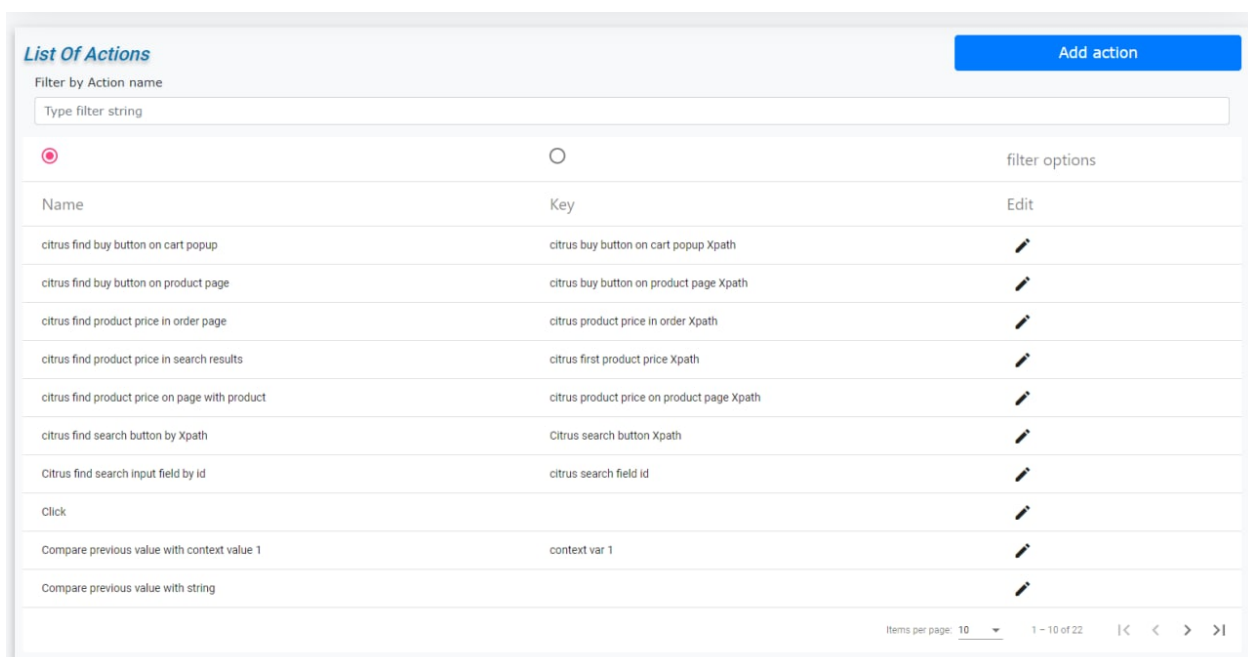 List Of Actions
Add action
Filter by Action name
Type filter string
filter options
Name Key Edit
citrus find buy button on cart popup citrus buy button on cart popup Xpath
citrus find buy button on product page citrus buy button on product page Xpath
citrus find product price in order page citrus product price in order Xpath
citrus find product price in search results citrus first product price Xpath
citrus find product price on page with product citrus product price on product page Xpath
citrus find search button by Xpath Citrus search button Xpath
Citrus find search input field by id citrus search field id
Click
Compare previous value with context value 1 context var 1
Compare previous value with string
Items per page: 10 1 – 10 of 22